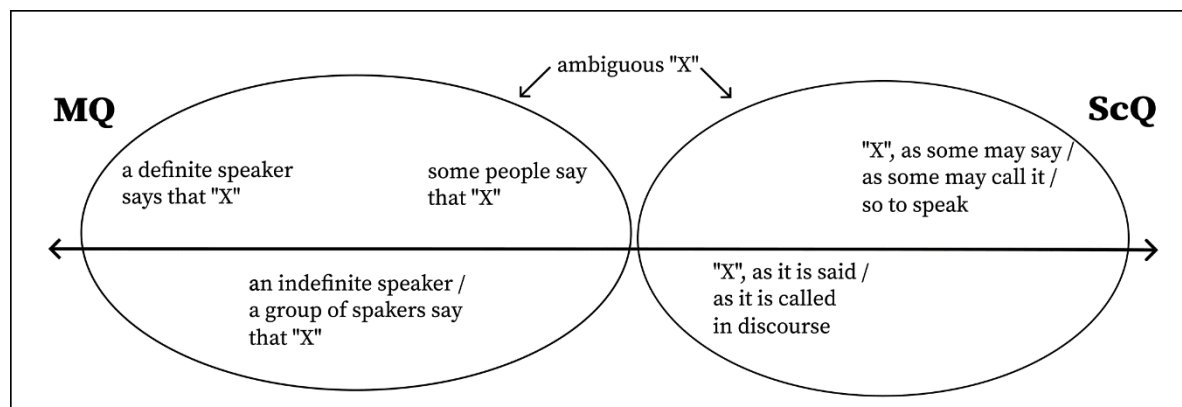 ambiguous "X"
MQ
ScQ
a definite speaker
says that "X"
some people say
that "X"
"X", as some may say /
as some may call it /
so to speak
an indefinite speaker /
a group of spakers say
that "X"
"X", as it is said /
as it is called
in discourse